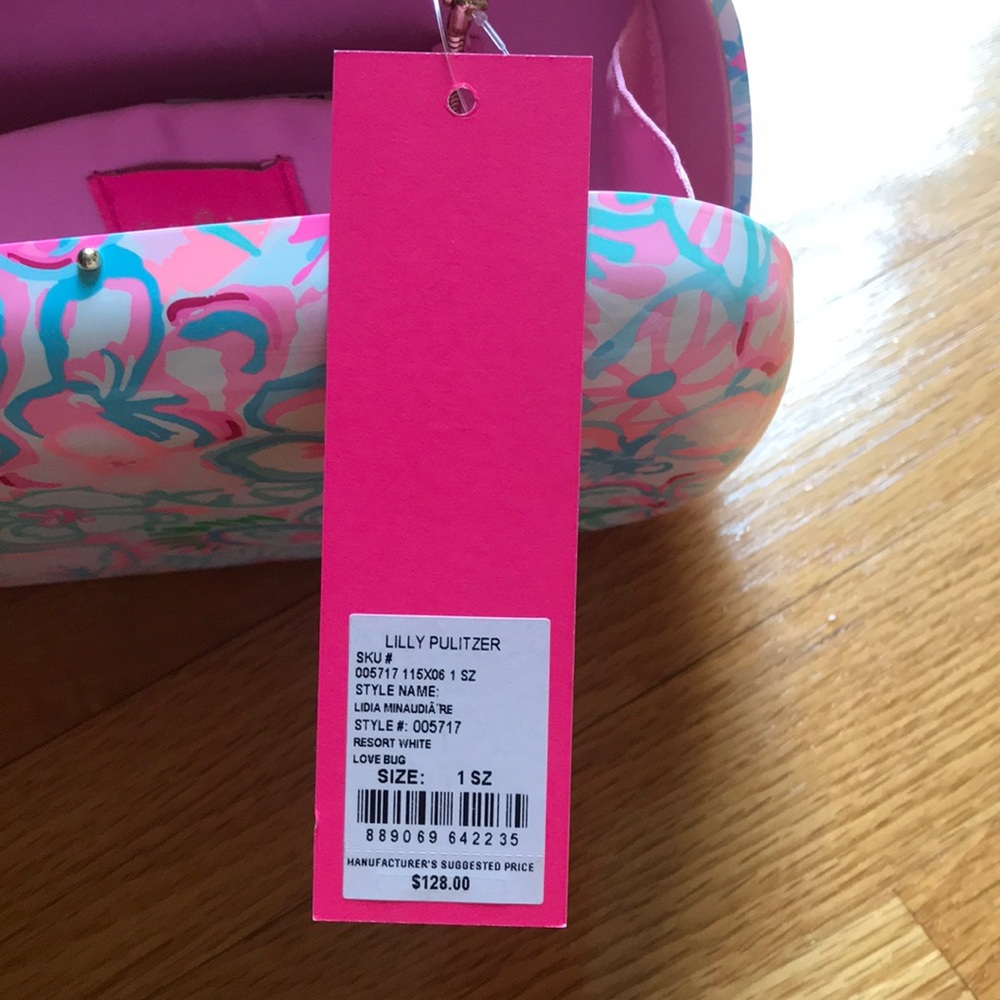 LILLY PULITZER
SKU #
005717 115X06 1 SZ
STYLE NAME:
LIDIA MINAUDIÃ¨RE
STYLE #: 005717
RESORT WHITE
LOVE BUG
SIZE: 1 SZ
889069 642235
MANUFACTURER'S SUGGESTED PRICE
$128.00